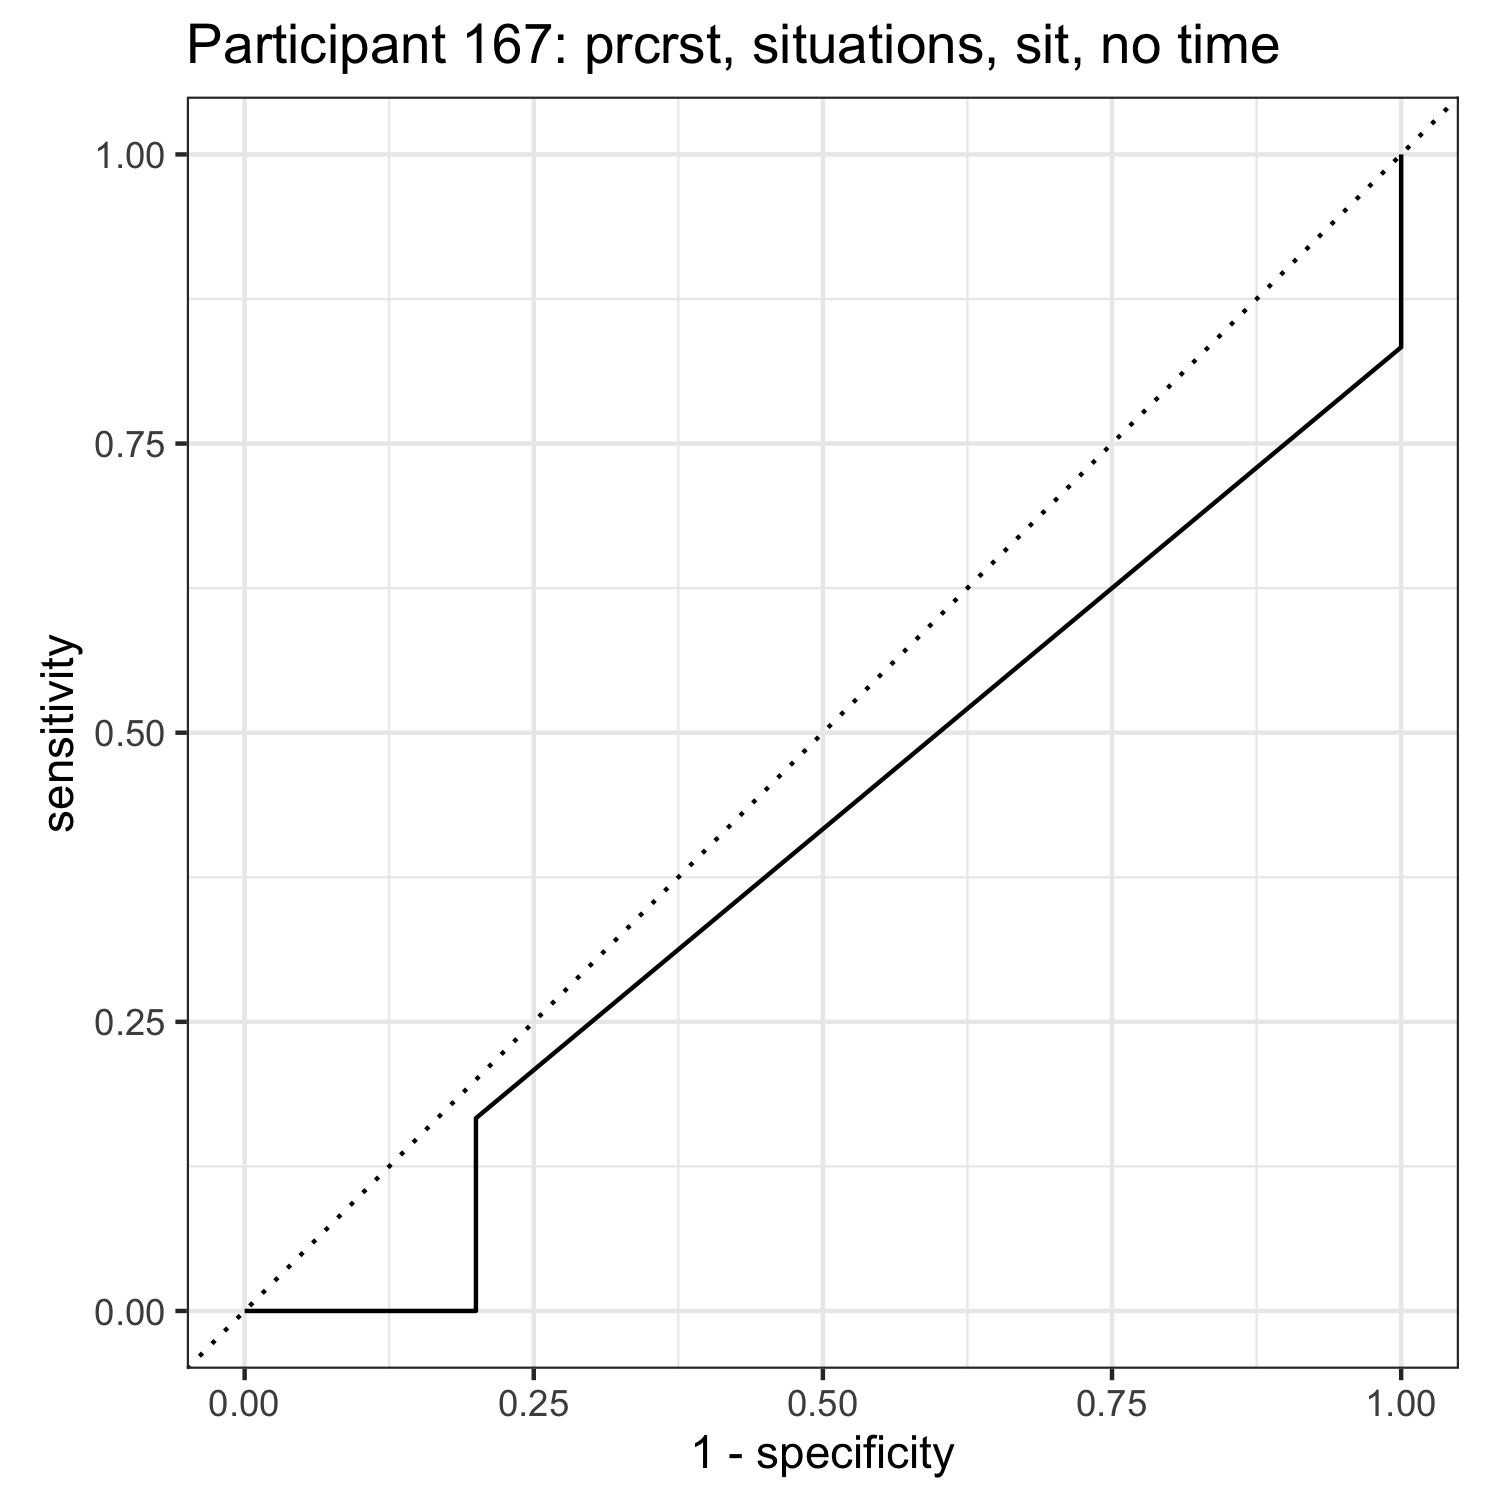 Participant 167: prcrst, situations, sit, no time
1.00
0.75
0.50
0.25
0.00
sensitivity
0.00 0.25 0.50 0.75 1.00
1 - specificity